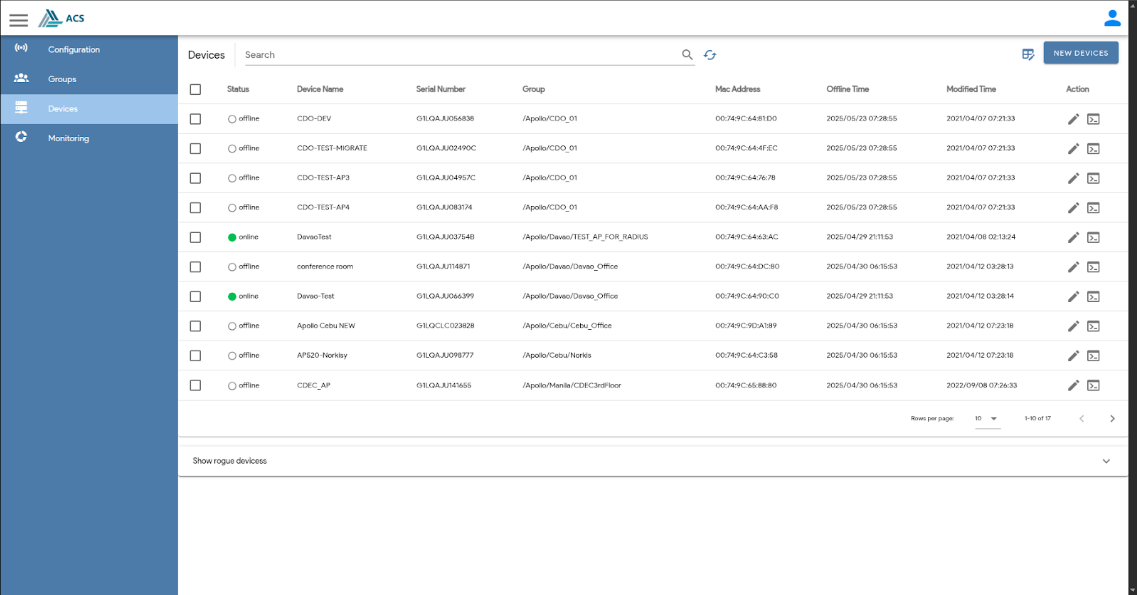 ACS
Configuration
Groups
Devices
Monitoring
Devices Search NEW DEVICES
Status Device Name Serial Number Group Mac Address Offline Time Modified Time Action
offline CDO-DEV G1LQAJU056838 /Apollo/CDO_01 00:74:9C:64:81:D0 2025/05/23 07:28:55 2021/04/07 07:21:33
offline CDO-TEST-MIGRATE G1LQAJU02490C /Apollo/CDO_01 00:74:9C:64:4F:EC 2025/05/23 07:28:55 2021/04/07 07:21:33
offline CDO-TEST-AP3 G1LQAJU04957C /Apollo/CDO_01 00:74:9C:64:76:78 2025/05/23 07:28:55 2021/04/07 07:21:33
offline CDO-TEST-AP4 G1LQAJU083174 /Apollo/CDO_01 00:74:9C:64:AA:F8 2025/05/23 07:28:55 2021/04/07 07:21:33
online DavaoTest G1LQAJU03754B /Apollo/Davao/TEST_AP_FOR_RADIUS 00:74:9C:64:63:AC 2025/04/29 21:11:53 2021/04/08 02:13:24
offline conference room G1LQAJU114871 /Apollo/Davao/Davao_Office 00:74:9C:64:DC:80 2025/04/30 06:15:53 2021/04/12 03:28:13
online Davao-Test G1LQAJU066399 /Apollo/Davao/Davao_Office 00:74:9C:64:90:C0 2025/04/29 21:11:53 2021/04/12 03:28:14
offline Apollo Cebu NEW G1LQCLC023828 /Apollo/Cebu/Cebu_Office 00:74:9C:9D:A1:89 2025/04/30 06:15:53 2021/04/12 07:23:18
offline AP520-Norkisy G1LQAJU098777 /Apollo/Cebu/Norkis 00:74:9C:64:C3:58 2025/04/30 06:15:53 2021/04/12 07:23:18
offline CDEC_AP G1LQAJU141655 /Apollo/Manila/CDEC3rdFloor 00:74:9C:65:88:80 2025/04/30 06:15:53 2022/09/08 07:26:33
Rows per page: 10 1-10 of 17
Show rogue devicess